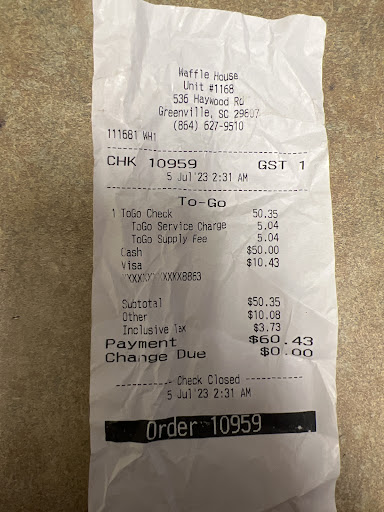 Waffle House
Unit #1168
536 Haywood Rd
Greenville, SC 29607
(864) 627-9510
111681 WH1
CHK 10959 GST 1
5 Jul'23 2:31 AM
To-Go
1 ToGo Check 50.35
ToGo Service Charge 5.04
ToGo Supply Fee 5.04
Cash $50.00
Visa $10.43
XXXXXXXXXXXX8863
Subtotal $50.35
Other $10.08
Inclusive Tax $3.73
Payment $60.43
Change Due $0.00
---------- Check Closed ----------
5 Jul'23 2:31 AM
Order 10959